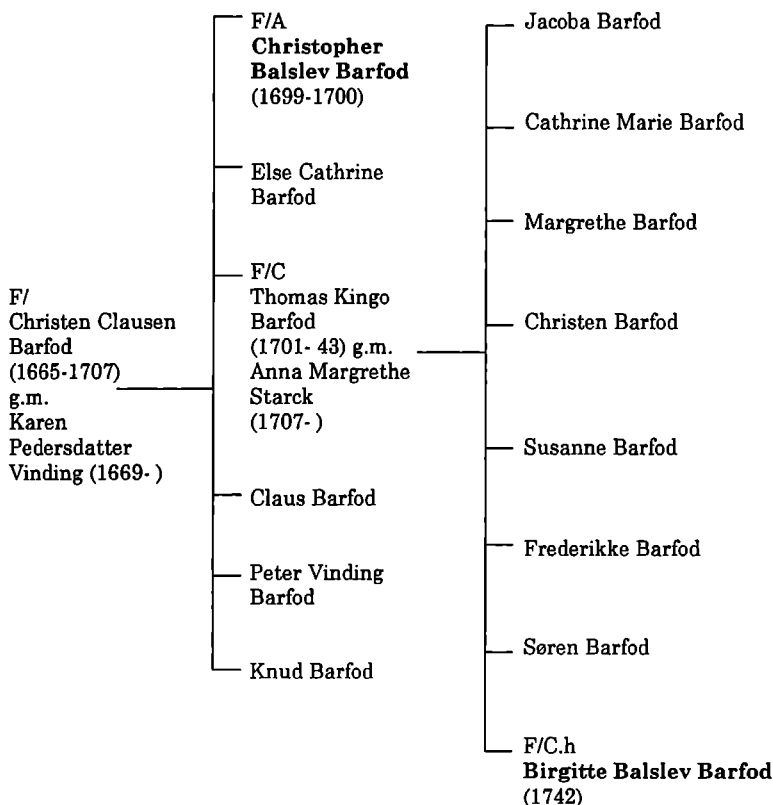 F/
Christen Clausen
Barfod
(1665-1707)
g.m.
Karen
Pedersdatter
Vinding (1669- )
F/A
Christopher
Balslev Barfod
(1699-1700)
Else Cathrine
Barfod
F/C
Thomas Kingo
Barfod
(1701- 43) g.m.
Anna Margrethe
Starck
(1707- )
Claus Barfod
Peter Vinding
Barfod
Knud Barfod
Jacoba Barfod
Cathrine Marie Barfod
Margrethe Barfod
Christen Barfod
Susanne Barfod
Frederikke Barfod
Søren Barfod
F/C.h
Birgitte Balslev Barfod
(1742)